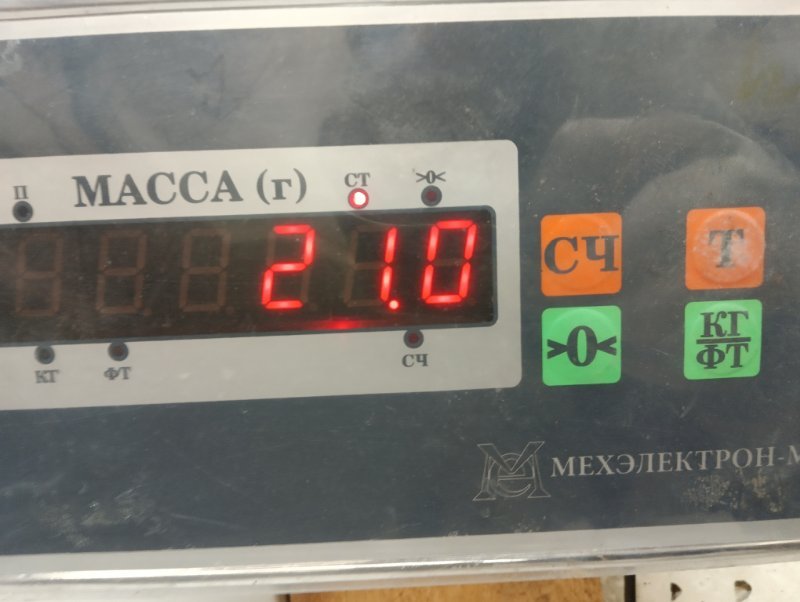 П МАССА (г) СТ >0<
21.0
КГ ФТ СЧ
СЧ Т
>0< КГ/ФТ
МЕХЭЛЕКТРОН-М